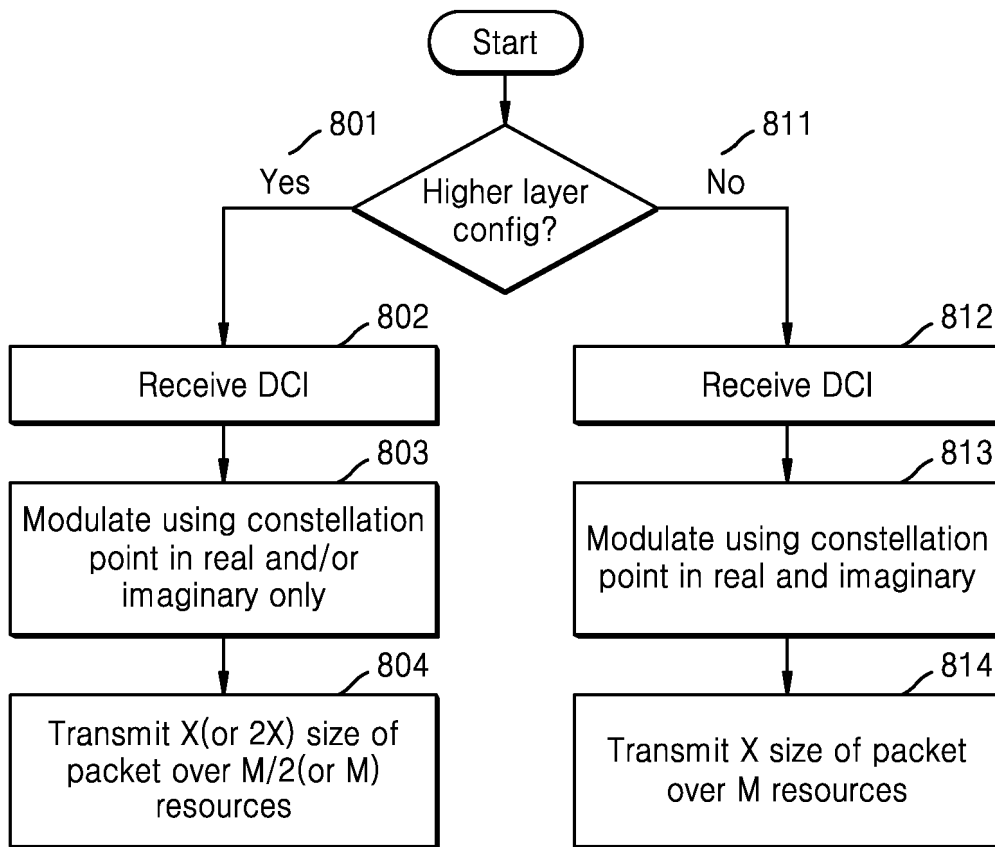 Start
801
811
Yes
No
Higher layer
config?
802
812
Receive DCI
Receive DCI
803
813
Modulate using constellation
point in real and/or
imaginary only
Modulate using constellation
point in real and imaginary
804
814
Transmit X(or 2X) size of
packet over M/2(or M)
resources
Transmit X size of packet
over M resources